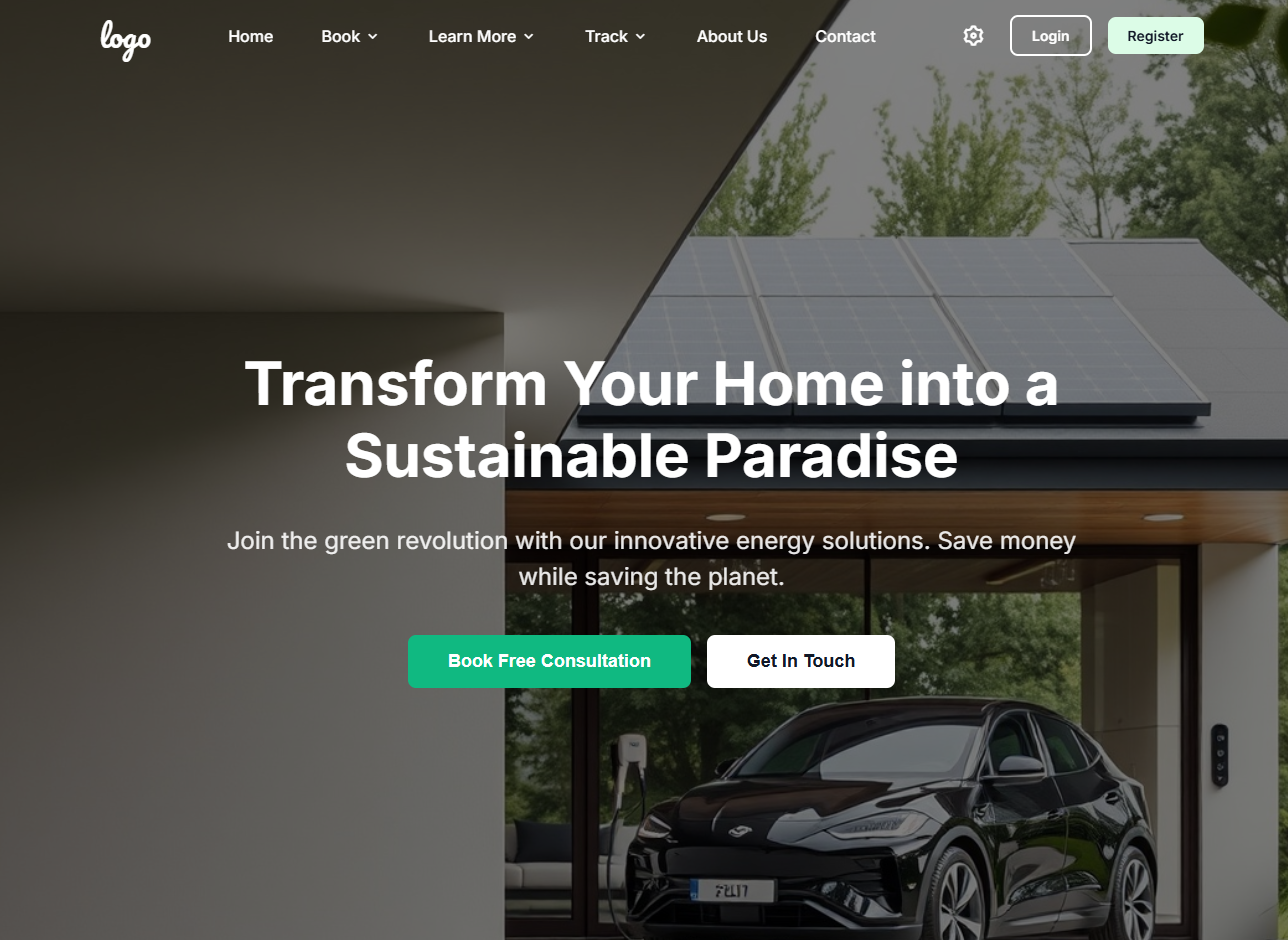 logo
Home
Book
Learn More
Track
About Us
Contact
Login
Register
Transform Your Home into a
Sustainable Paradise
Join the green revolution with our innovative energy solutions. Save money
while saving the planet.
Book Free Consultation
Get In Touch